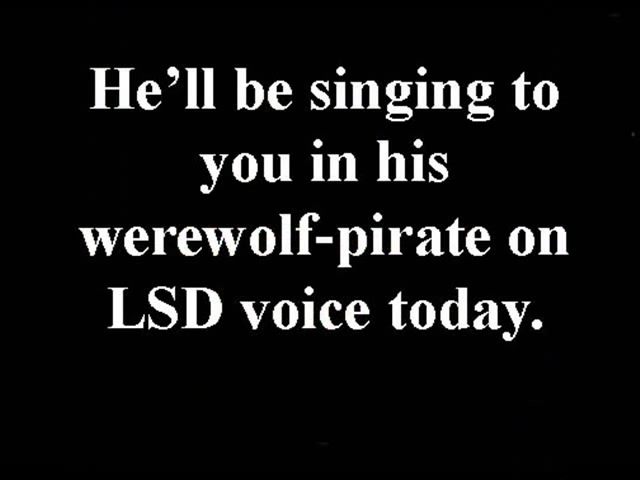 He’ll be singing to
you in his
werewolf-pirate on
LSD voice today.